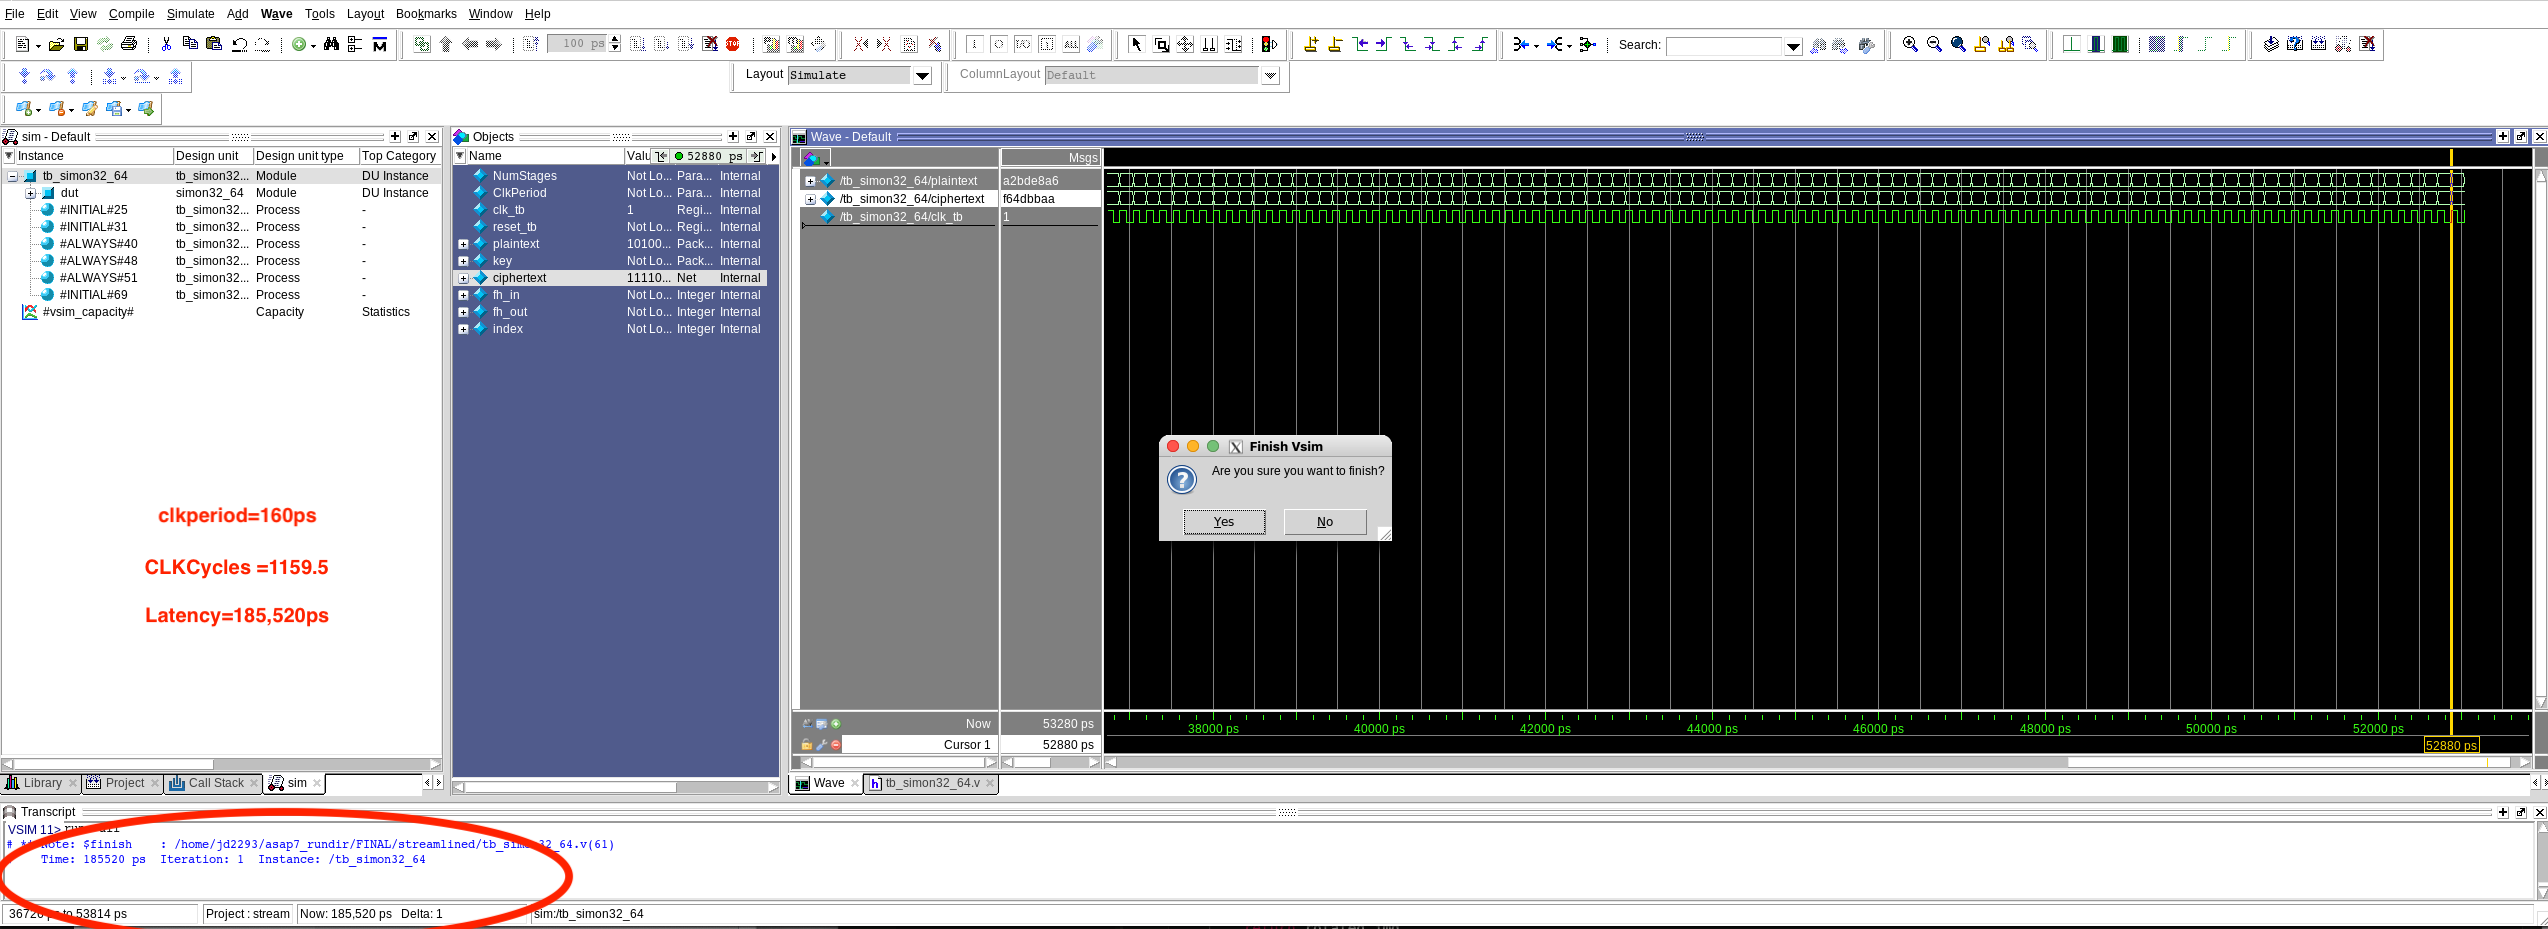 File Edit View Compile Simulate Add Wave Tools Layout Bookmarks Window Help
100 ps
Search:
Layout Simulate
ColumnLayout Default
sim - Default
Instance Design unit Design unit type Top Category
tb_simon32_64 tb_simon32... Module DU Instance
dut simon32_64 Module DU Instance
#INITIAL#25 tb_simon32... Process -
#INITIAL#31 tb_simon32... Process -
#ALWAYS#40 tb_simon32... Process -
#ALWAYS#48 tb_simon32... Process -
#ALWAYS#51 tb_simon32... Process -
#INITIAL#69 tb_simon32... Process -
#vsim_capacity# Capacity Statistics
clkperiod=160ps
CLKCycles =1159.5
Latency=185,520ps
Library Project Call Stack sim
Objects
Name Valu 52880 ps
NumStages Not Lo... Para... Internal
ClkPeriod Not Lo... Para... Internal
clk_tb 1 Regi... Internal
reset_tb Not Lo... Regi... Internal
plaintext 10100... Pack... Internal
key Not Lo... Pack... Internal
ciphertext 11110... Net Internal
fh_in Not Lo... Integer Internal
fh_out Not Lo... Integer Internal
index Not Lo... Integer Internal
Wave - Default
Msgs
/tb_simon32_64/plaintext a2bde8a6
/tb_simon32_64/ciphertext f64dbbaa
/tb_simon32_64/clk_tb 1
Finish Vsim
Are you sure you want to finish?
Yes No
Now 53280 ps
38000 ps 40000 ps 42000 ps 44000 ps 46000 ps 48000 ps 50000 ps 52000 ps
Cursor 1 52880 ps
52880 ps
Wave tb_simon32_64.v
Transcript
VSIM 11>
# ** Note: $finish : /home/jd2293/asap7_rundir/FINAL/streamlined/tb_simon32_64.v(61)
Time: 185520 ps Iteration: 1 Instance: /tb_simon32_64
to 53814 ps Project : stream Now: 185,520 ps Delta: 1 sim:/tb_simon32_64